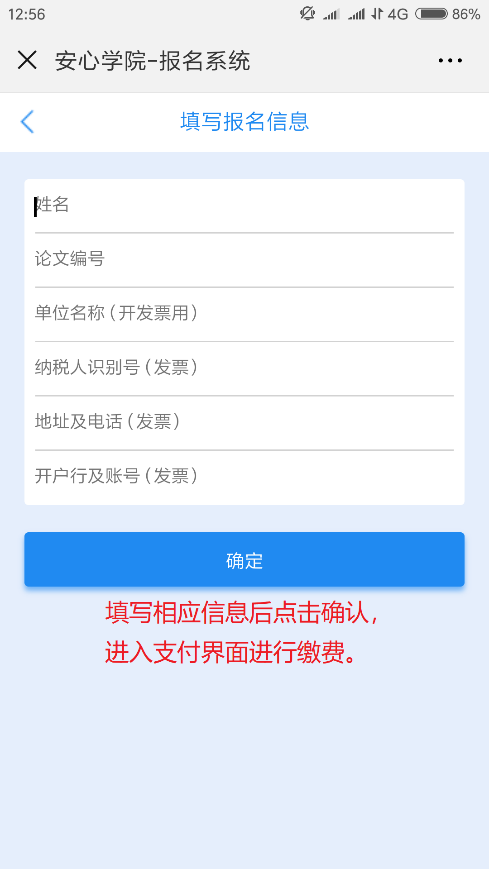 12:56 4G 86%
安心学院-报名系统
填写报名信息
姓名
论文编号
单位名称(开发票用)
纳税人识别号(发票)
地址及电话(发票)
开户行及账号(发票)
确定
填写相应信息后点击确认，
进入支付界面进行缴费。